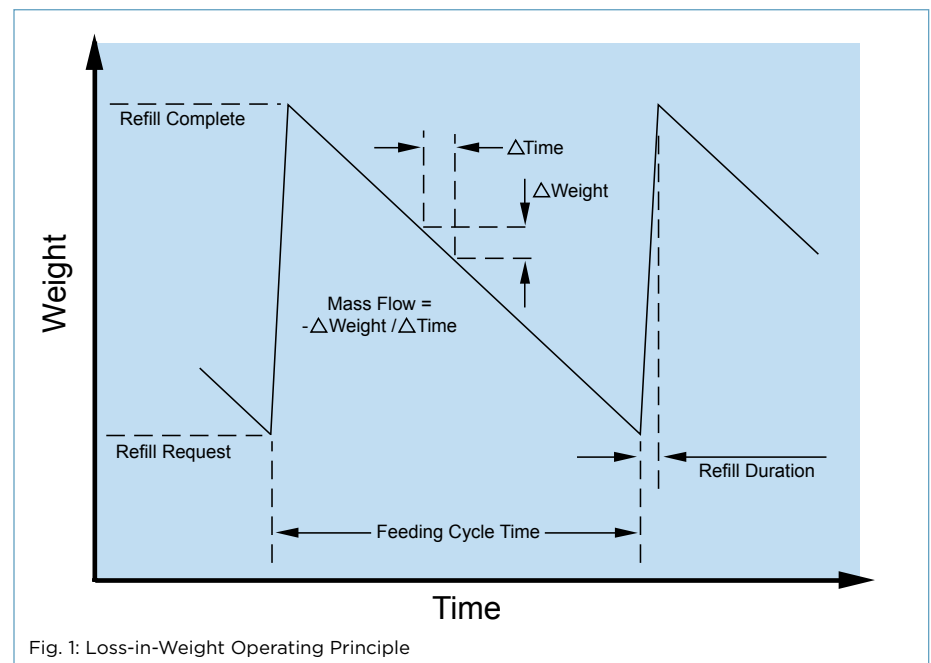 Refill Complete
△Time
△Weight
Weight
Mass Flow =
-△Weight /△Time
Refill Request
Refill Duration
Feeding Cycle Time
Time
Fig. 1: Loss-in-Weight Operating Principle